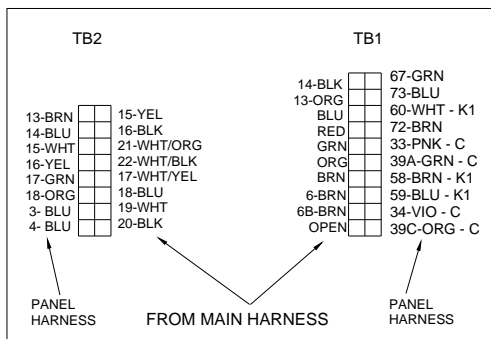 TB2
TB1
13-BRN
14-BLU
15-WHT
16-YEL
17-GRN
18-ORG
3- BLU
4- BLU
15-YEL
16-BLK
21-WHT/ORG
22-WHT/BLK
17-WHT/YEL
18-BLU
19-WHT
20-BLK
14-BLK
13-ORG
BLU
RED
GRN
ORG
BRN
6-BRN
6B-BRN
OPEN
67-GRN
73-BLU
60-WHT - K1
72-BRN
33-PNK - C
39A-GRN - C
58-BRN - K1
59-BLU - K1
34-VIO - C
39C-ORG - C
PANEL
HARNESS
FROM MAIN HARNESS
PANEL
HARNESS